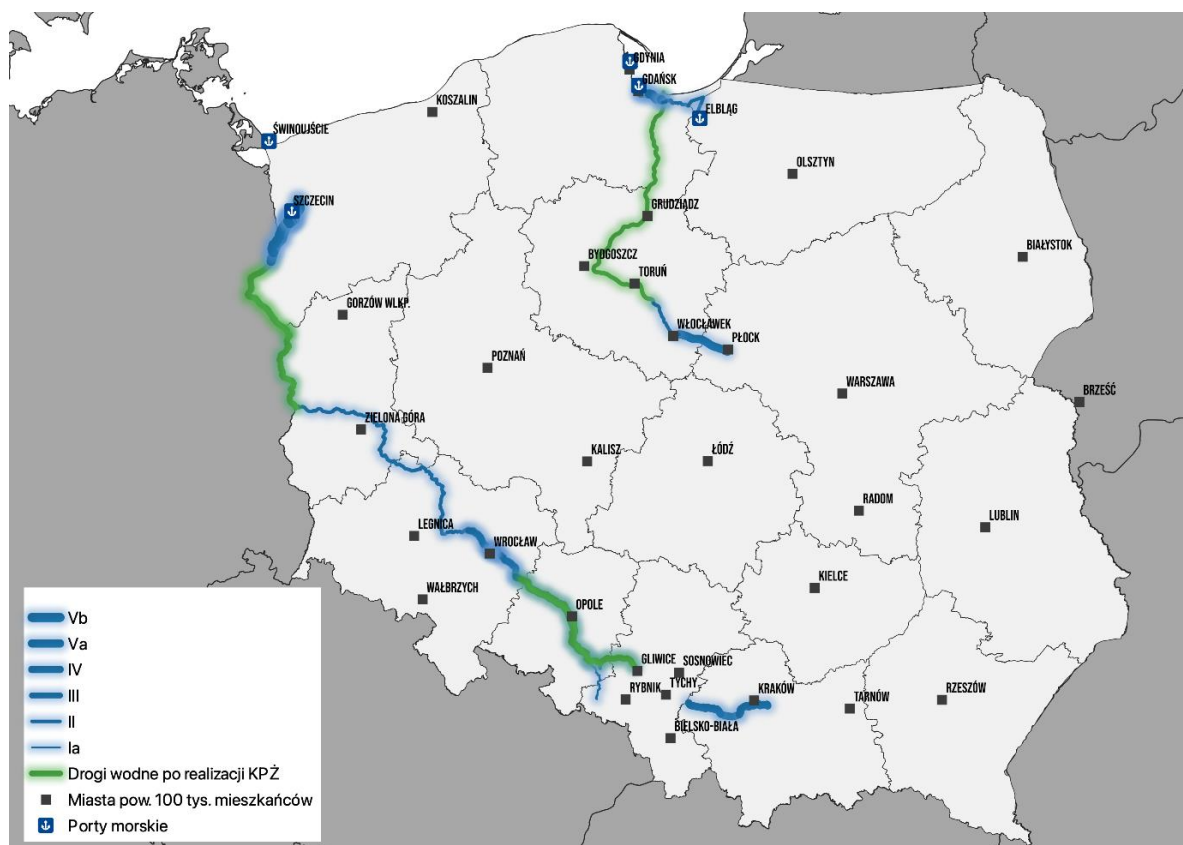 GDYNIA
GDAŃSK
ELBLĄG
KOSZALIN
ŚWINOUJŚCIE
OLSZTYN
SZCZECIN
GRUDZIĄDZ
BIAŁYSTOK
BYDGOSZCZ
TORUŃ
GORZÓW WLKP.
WŁOCŁAWEK
PŁOCK
POZNAŃ
WARSZAWA
BRZEŚĆ
ZIELONA GÓRA
KALISZ
ŁÓDŹ
RADOM
LUBLIN
LEGNICA
WROCŁAW
KIELCE
WAŁBRZYCH
OPOLE
GLIWICE
SOSNOWIEC
RYBNIK
TYCHY
KRAKÓW
TARNÓW
RZESZÓW
BIELSKO-BIAŁA
Vb
Va
IV
III
II
Ia
Drogi wodne po realizacji KPŻ
Miasta pow. 100 tys. mieszkańców
Porty morskie